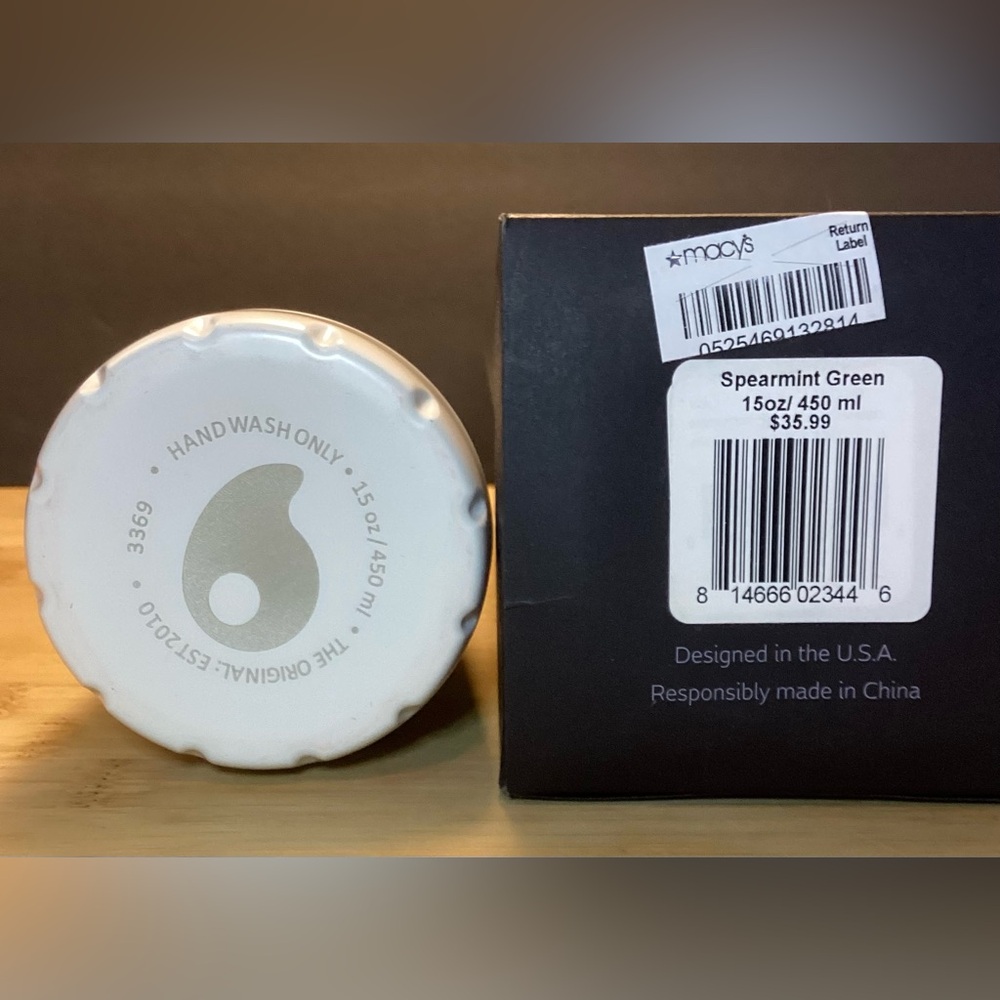 HAND WASH ONLY • 15 oz/450 ml • THE ORIGINAL: EST 2010 • 3369 •
macy's
Return
Label
0525469132814
Spearmint Green
15oz/ 450 ml
$35.99
8 14666 02344 6
Designed in the U.S.A.
Responsibly made in China